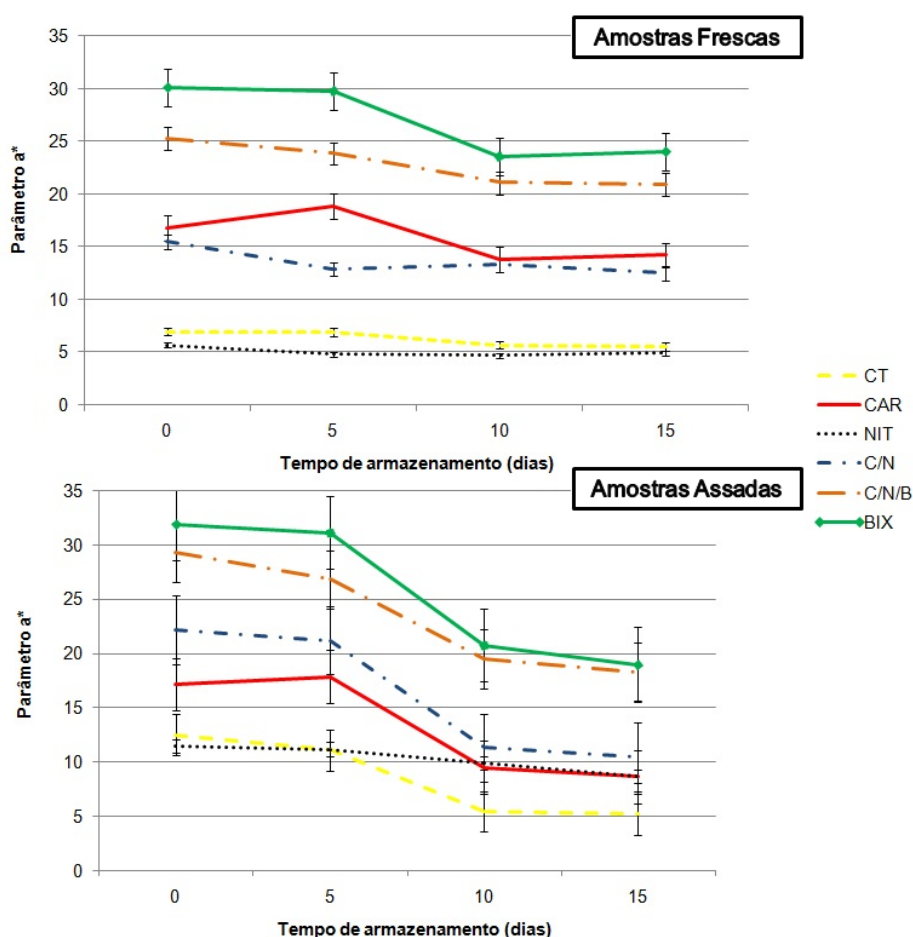 Amostras Frescas
35
30
25
20
15
10
5
0
Parâmetro a*
0 5 10 15
Tempo de armazenamento (dias)
CT
CAR
NIT
C/N
C/N/B
BIX
Amostras Assadas
35
30
25
20
15
10
5
0
Parâmetro a*
0 5 10 15
Tempo de armazenamento (dias)